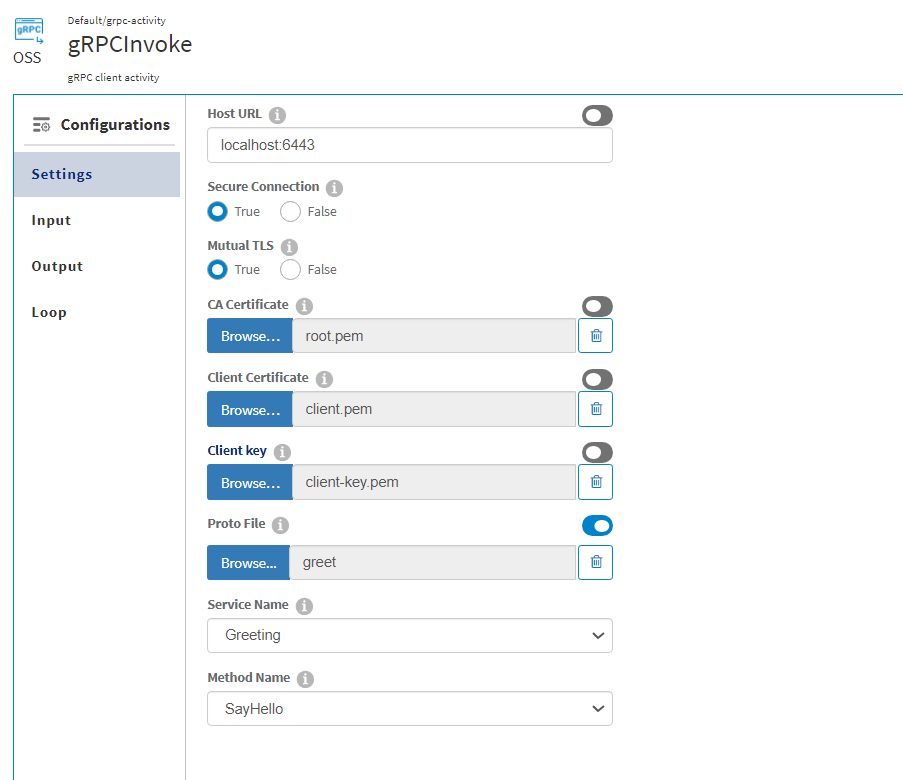 Default/grpc-activity
gRPC
gRPCInvoke
OSS
gRPC client activity
Configurations
Settings
Input
Output
Loop
Host URL i
localhost:6443
Secure Connection i
True False
Mutual TLS i
True False
CA Certificate i
Browse... root.pem
Client Certificate i
Browse... client.pem
Client key i
Browse... client-key.pem
Proto File i
Browse... greet
Service Name i
Greeting
Method Name i
SayHello